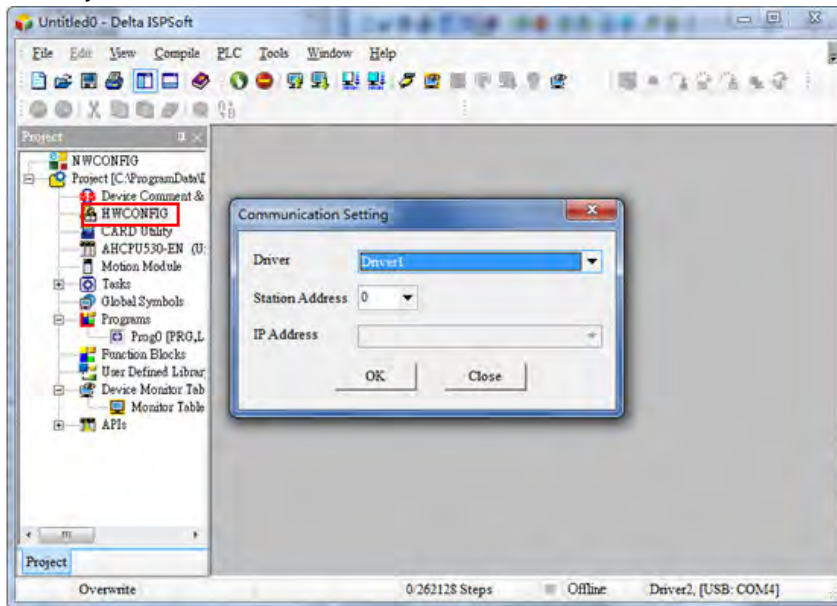 Untitled0 - Delta ISPSoft
File Edit View Compile PLC Tools Window Help
Project
NWCONFIG
Project [C:\ProgramData\D
Device Comment &
HWCONFIG
CARD Utility
AHCPU530-EN (U:
Motion Module
Tasks
Global Symbols
Programs
Prog0 [PRG,L
Function Blocks
User Defined Librar
Device Monitor Tab
Monitor Table
APIs
Communication Setting
Driver Driver1
Station Address 0
IP Address
OK Close
Project
Overwrite 0/262128 Steps Offline Driver2, [USB: COM4]